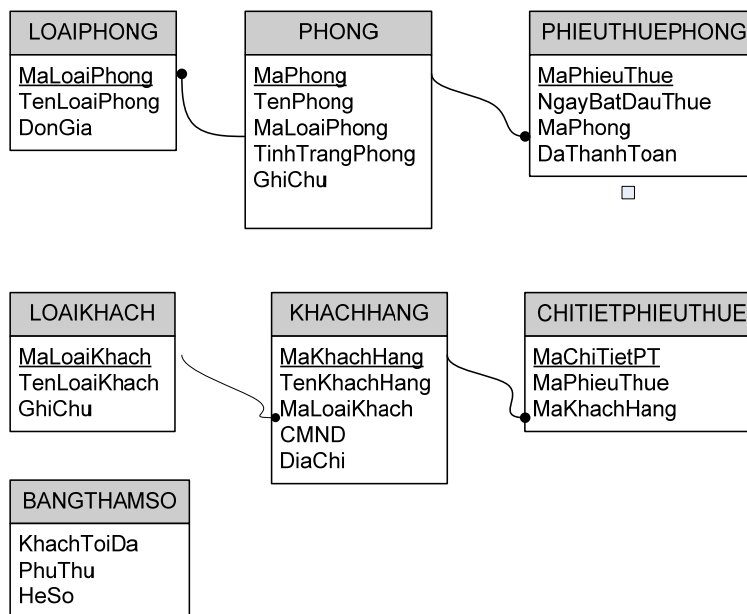 LOAIPHONG
MaLoaiPhong
TenLoaiPhong
DonGia
PHONG
MaPhong
TenPhong
MaLoaiPhong
TinhTrangPhong
GhiChu
PHIEUTHUEPHONG
MaPhieuThue
NgayBatDauThue
MaPhong
DaThanhToan
LOAIKHACH
MaLoaiKhach
TenLoaiKhach
GhiChu
KHACHHANG
MaKhachHang
TenKhachHang
MaLoaiKhach
CMND
DiaChi
CHITIETPHIEUTHUE
MaChiTietPT
MaPhieuThue
MaKhachHang
BANGTHAMSO
KhachToiDa
PhuThu
HeSo